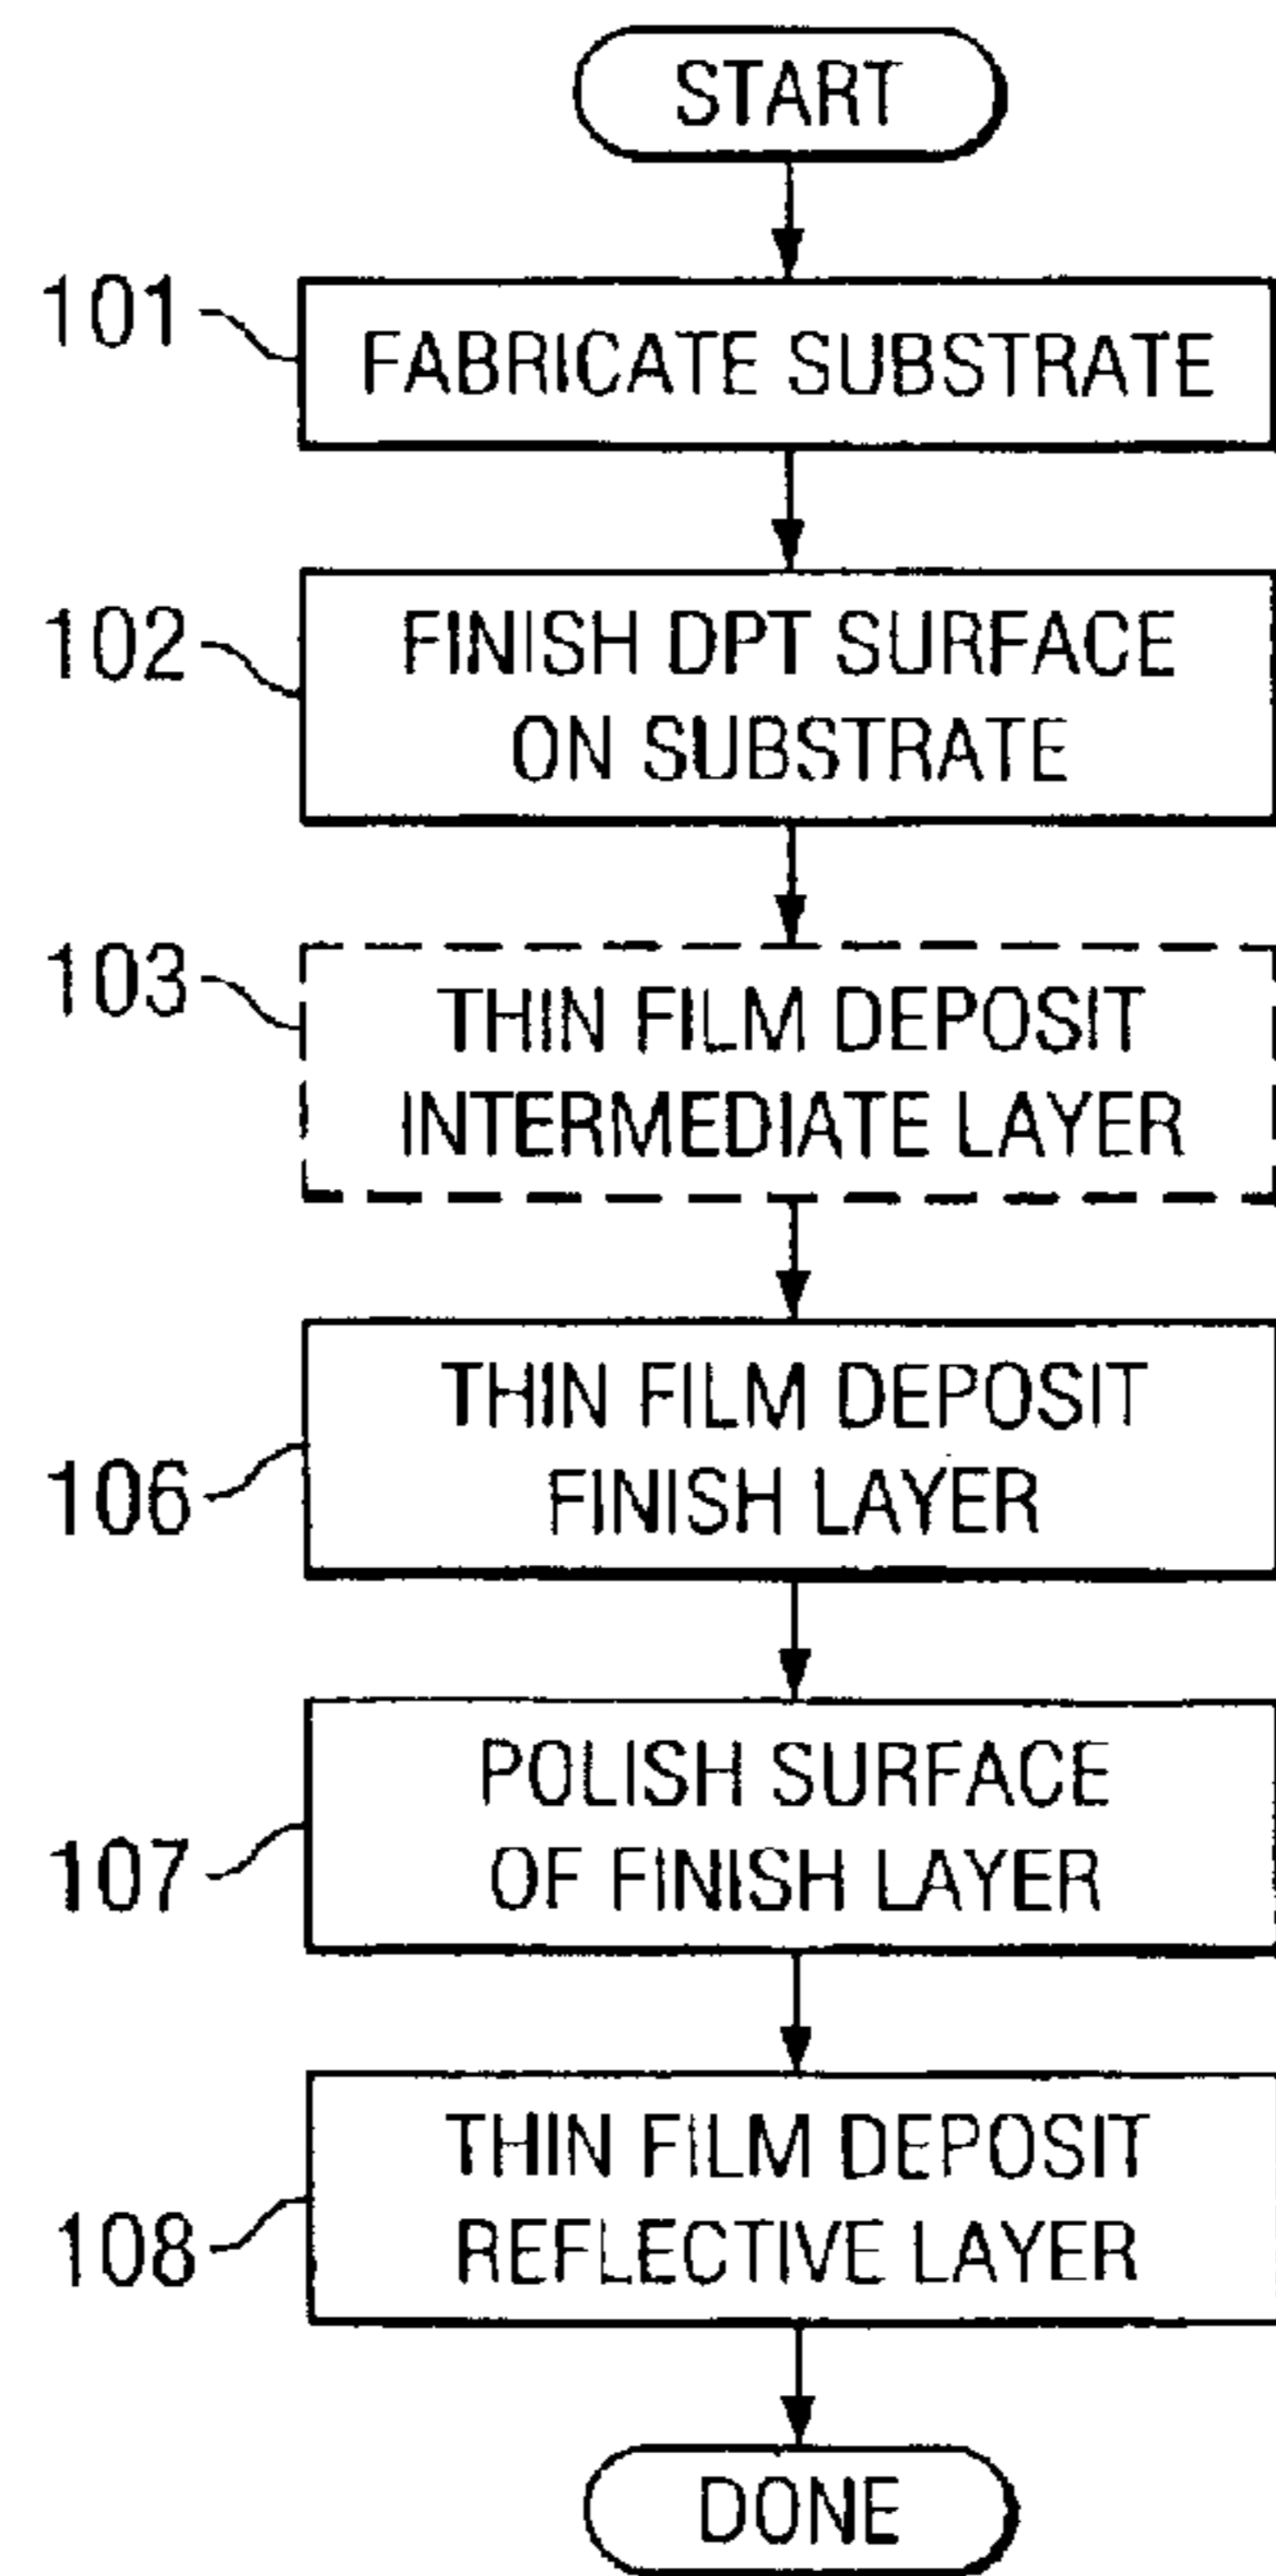 START
101
FABRICATE SUBSTRATE
102
FINISH DPT SURFACE
ON SUBSTRATE
103
THIN FILM DEPOSIT
INTERMEDIATE LAYER
106
THIN FILM DEPOSIT
FINISH LAYER
107
POLISH SURFACE
OF FINISH LAYER
108
THIN FILM DEPOSIT
REFLECTIVE LAYER
DONE